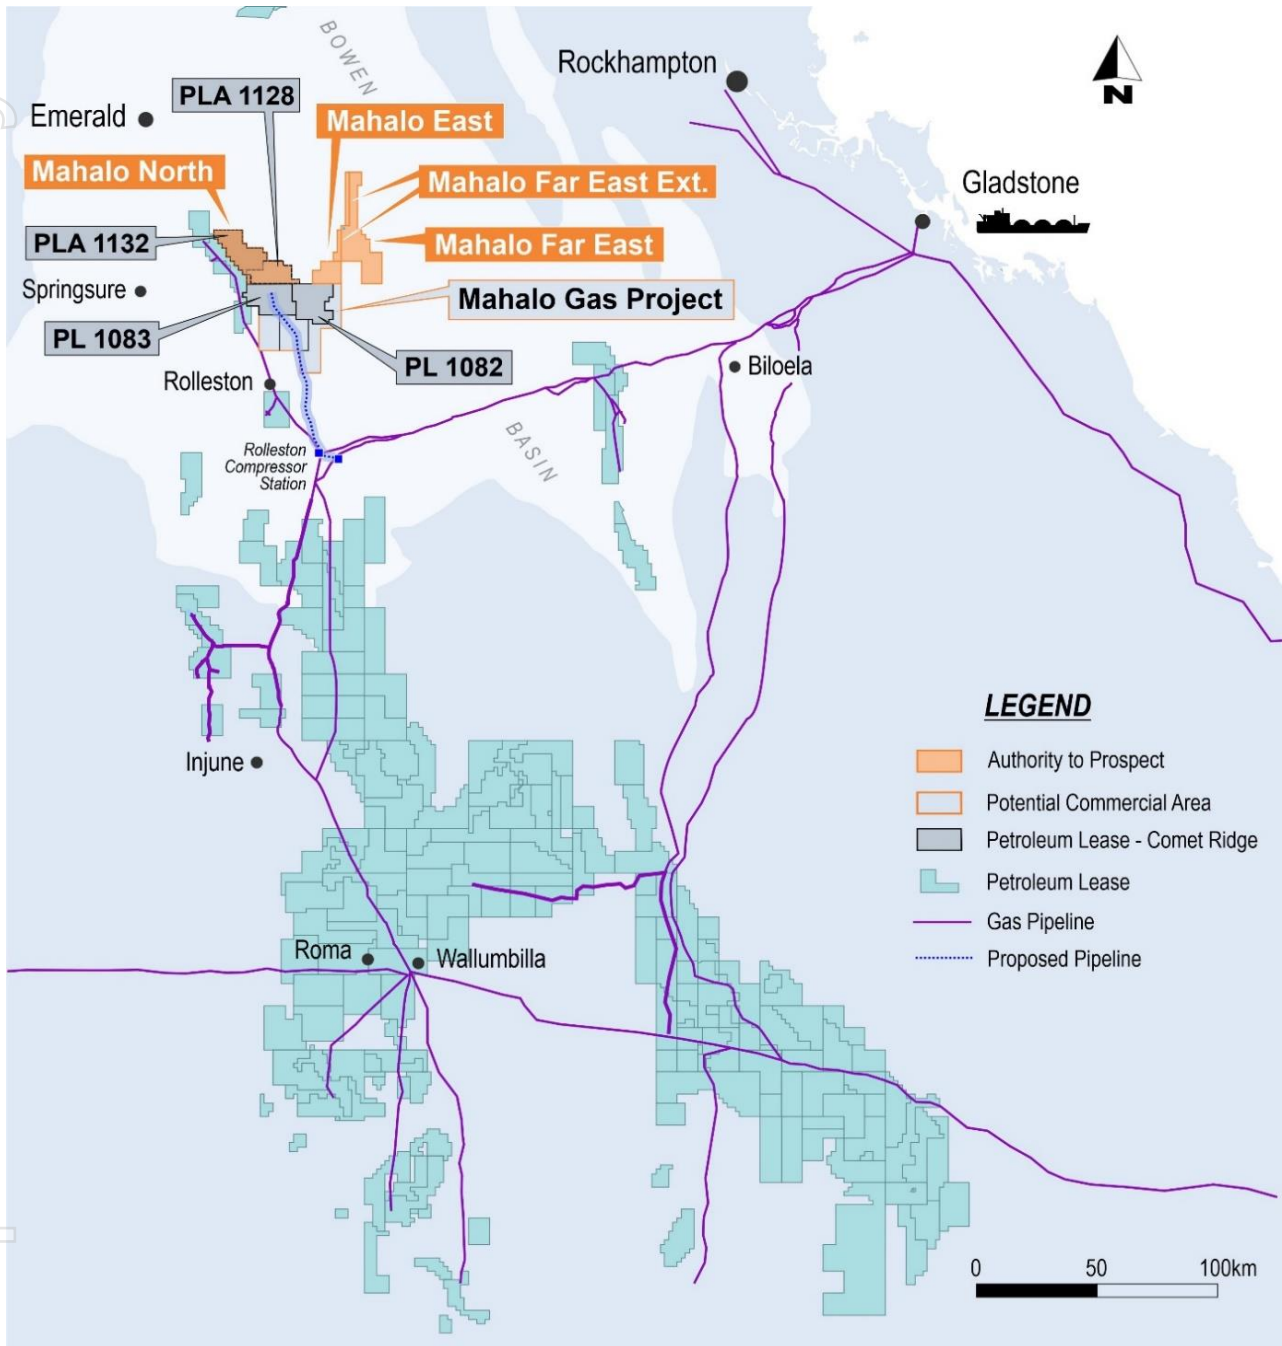 BOWEN
Rockhampton
N
PLA 1128
Emerald
Mahalo East
Mahalo North
Mahalo Far East Ext.
Gladstone
PLA 1132
Mahalo Far East
Springsure
Mahalo Gas Project
PL 1083
PL 1082
Rolleston
Biloela
BASIN
Rolleston
Compressor
Station
LEGEND
Injune
Authority to Prospect
Potential Commercial Area
Petroleum Lease - Comet Ridge
Petroleum Lease
Gas Pipeline
Roma
Wallumbilla
Proposed Pipeline
0 50 100km